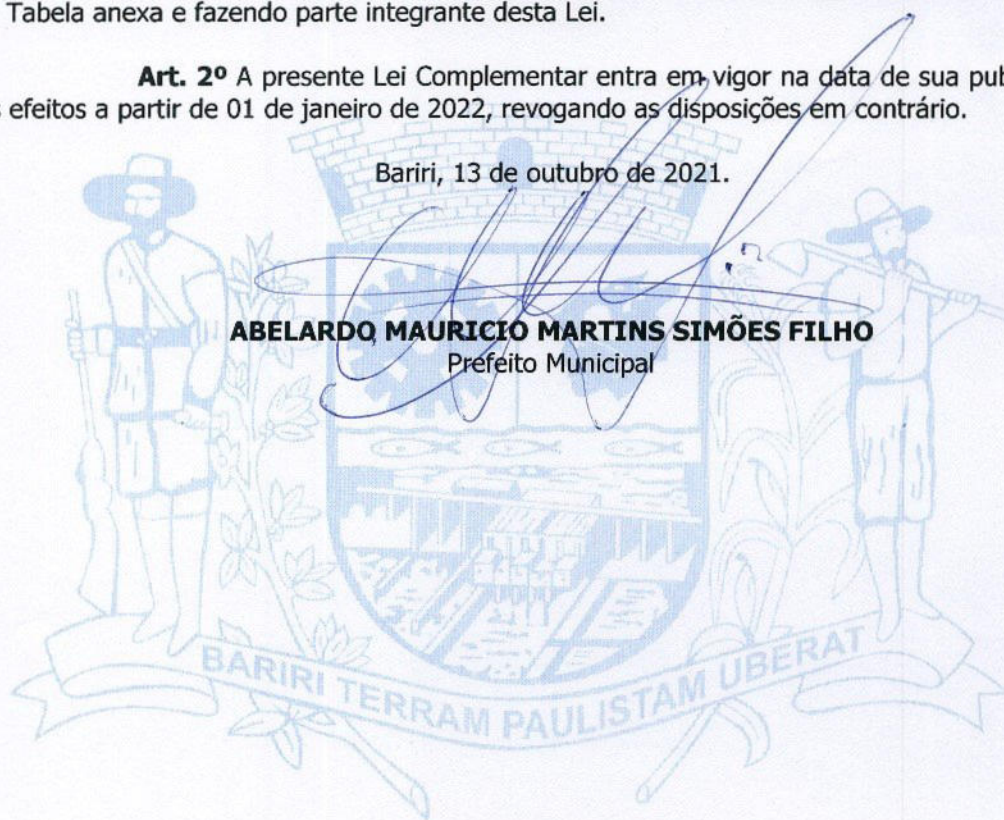 Tabela anexa e fazendo parte integrante desta Lei.
Art. 2º A presente Lei Complementar entra em vigor na data de sua pub
efeitos a partir de 01 de janeiro de 2022, revogando as disposições em contrário.
Bariri, 13 de outubro de 2021.
ABELARDO MAURICIO MARTINS SIMÕES FILHO
Prefeito Municipal
BARIRI TERRAM PAULISTAM UBERAT